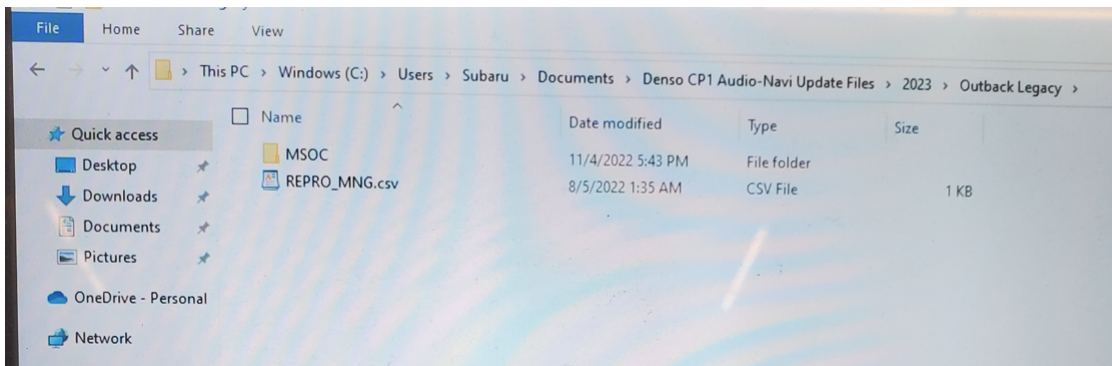 File Home Share View
This PC > Windows (C:) > Users > Subaru > Documents > Denso CP1 Audio-Navi Update Files > 2023 > Outback Legacy >
Quick access
Desktop
Downloads
Documents
Pictures
OneDrive - Personal
Network
Name Date modified Type Size
MSOC 11/4/2022 5:43 PM File folder
REPRO_MNG.csv 8/5/2022 1:35 AM CSV File 1 KB